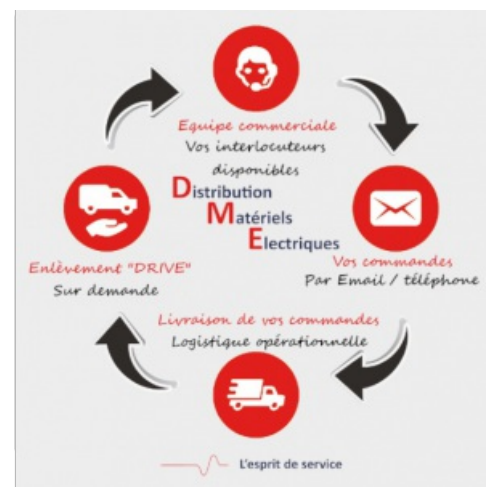 Equipe commerciale
Vos interlocuteurs
disponibles
Distribution
Matériels
Electriques
Vos commandes
Par Email / téléphone
Enlèvement "DRIVE"
Sur demande
Livraison de vos commandes
Logistique opérationnelle
L'esprit de service